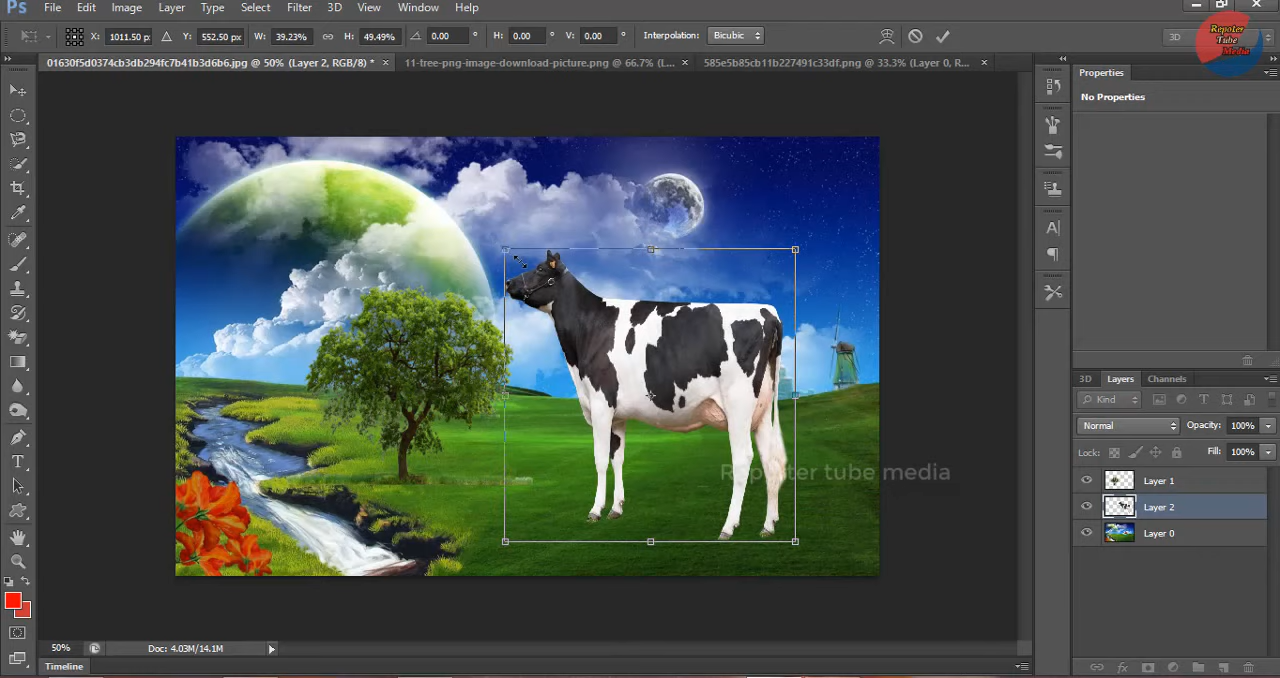 Ps File Edit Image Layer Type Select Filter 3D View Window Help
X: 1011.50 p: Y: 552.50 px W: 39.23% H: 49.49% 0.00 ° H: 0.00 ° V: 0.00 ° Interpolation: Bicubic 3D
Repoter
Tube
Media
01630f5d0374cb3db294fc7b41b3d6b6.jpg @ 50% (Layer 2, RGB/8) * × 11-tree-png-image-download-picture.png @ 66.7% (L... × 585e5b85cb11b227491c33df.png @ 33.3% (Layer 0, R... ×
Properties
No Properties
3D Layers Channels
Kind
Normal Opacity: 100%
Lock: Fill: 100%
Repoter tube media
Layer 1
Layer 2
Layer 0
50% Doc: 4.03M/14.1M
Timeline